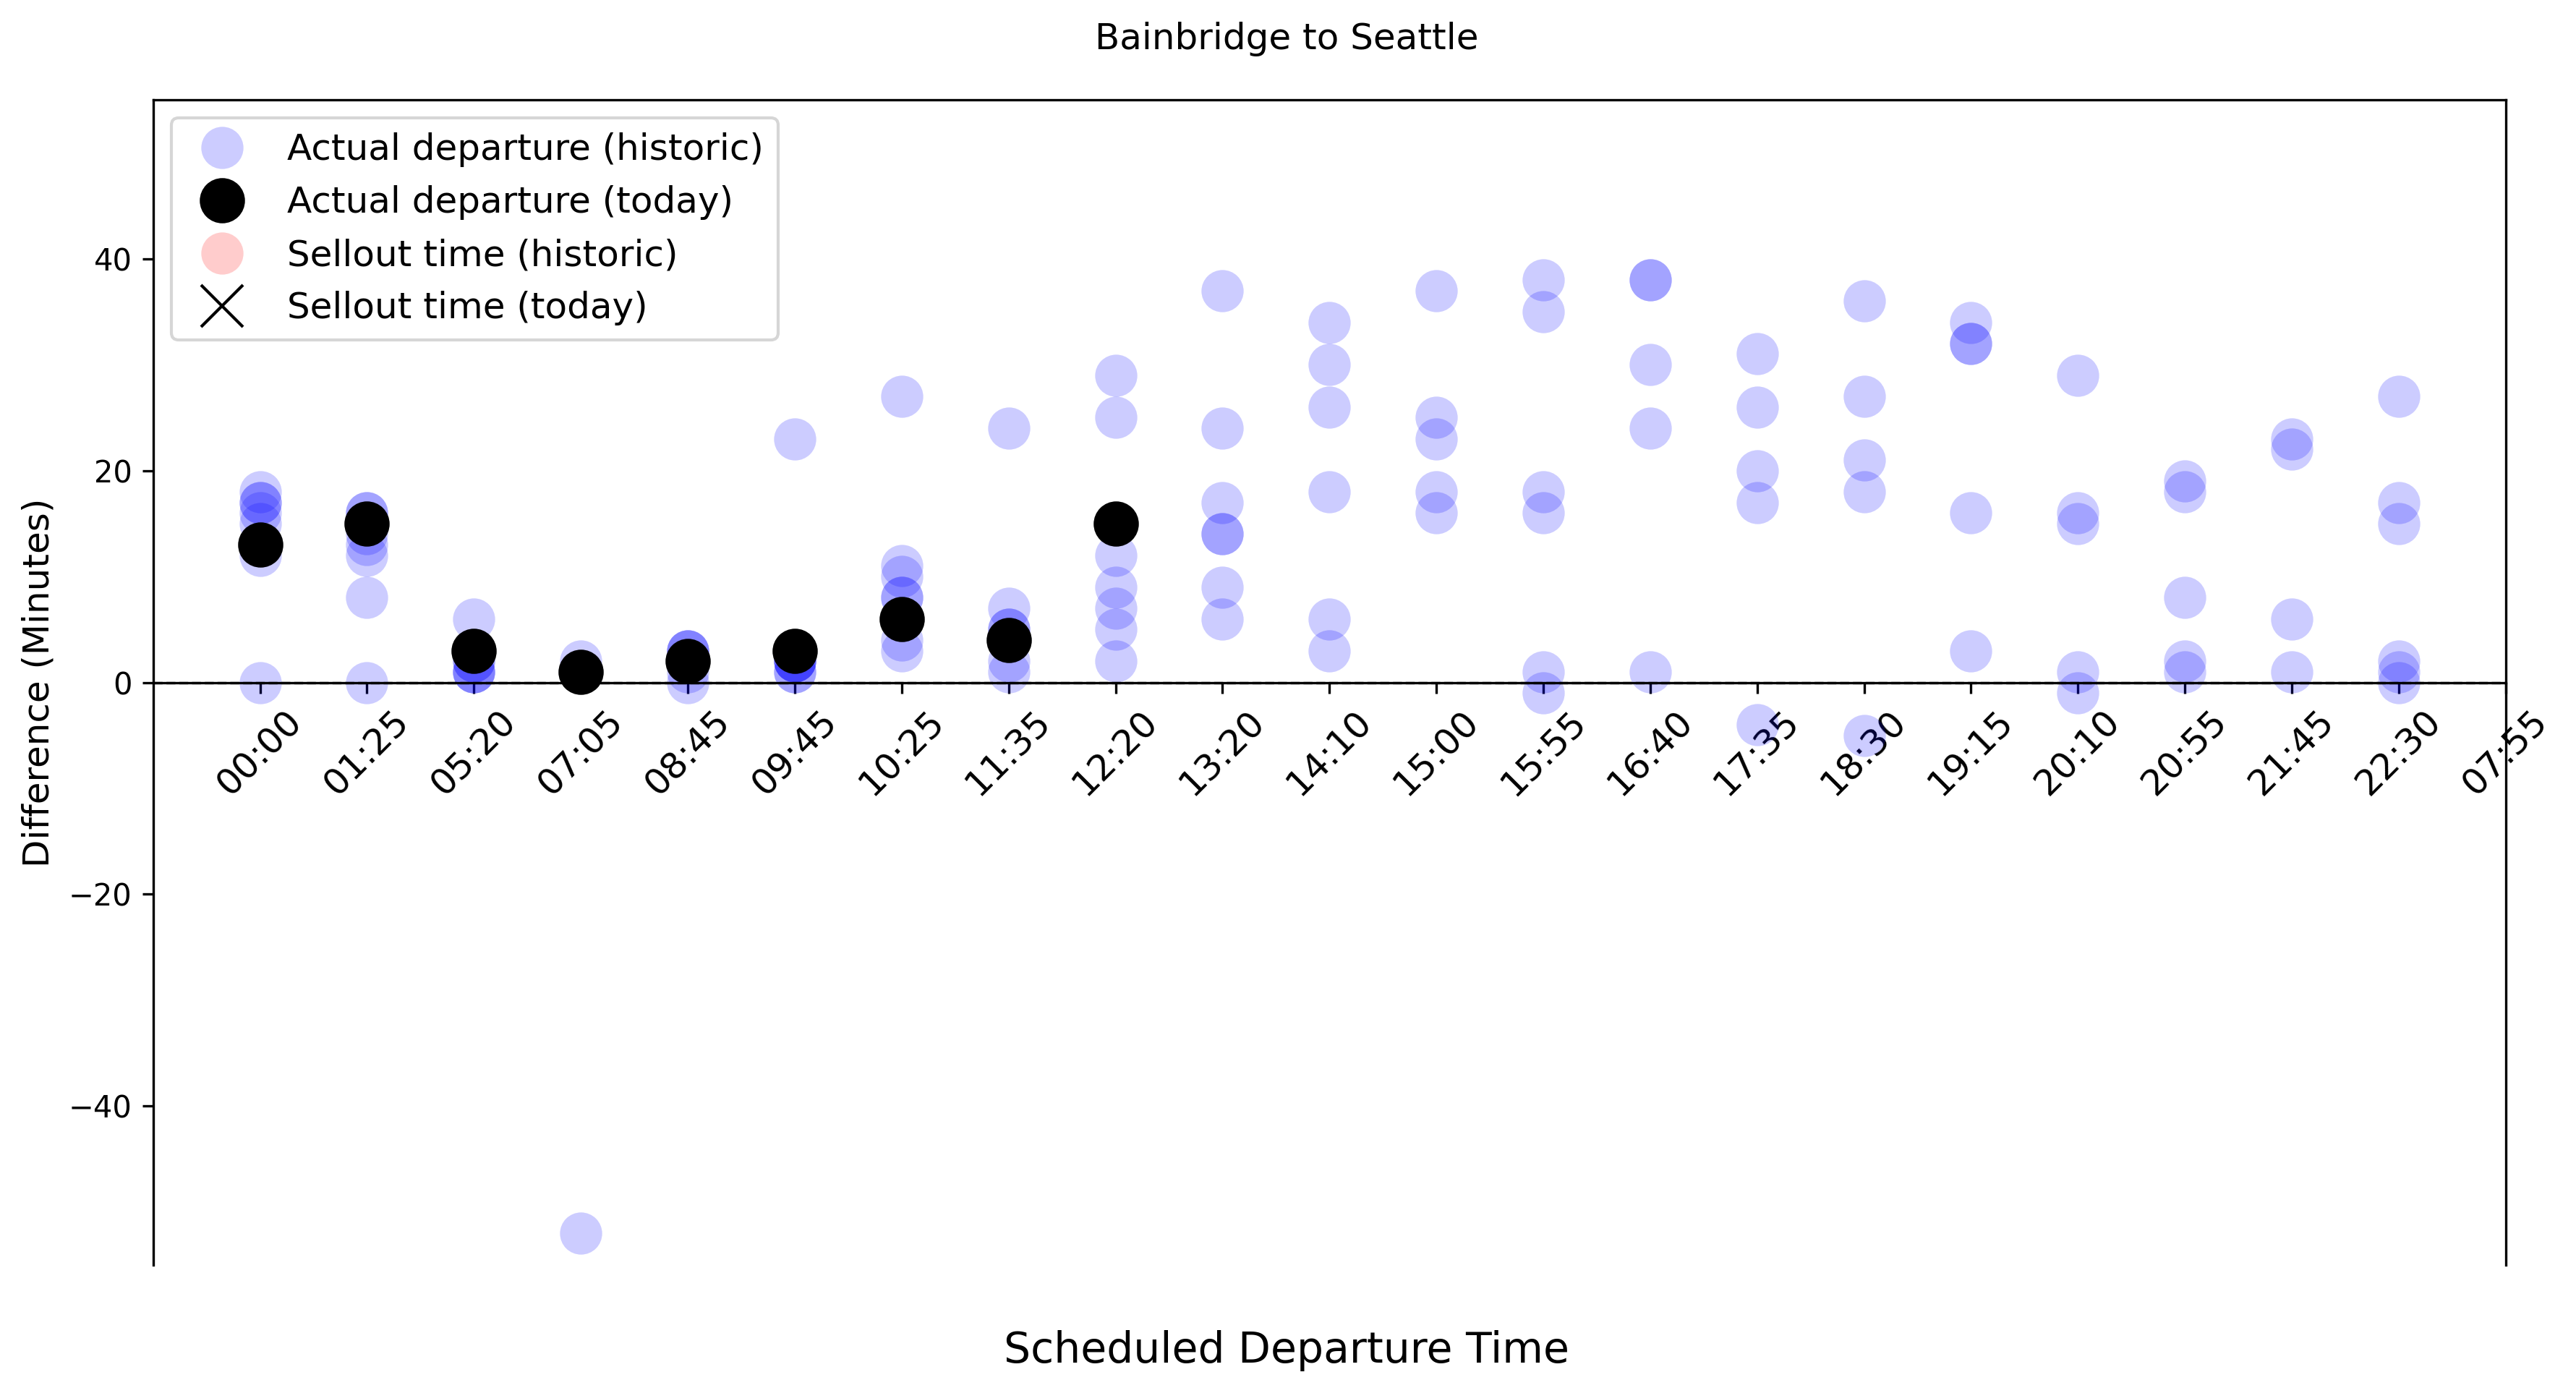 Bainbridge to Seattle
Actual departure (historic)
Actual departure (today)
Sellout time (historic)
Sellout time (today)
Difference (Minutes)
40
20
0
−20
−40
00:00 01:25 05:20 07:05 08:45 09:45 10:25 11:35 12:20 13:20 14:10 15:00 15:55 16:40 17:35 18:30 19:15 20:10 20:55 21:45 22:30 07:55
Scheduled Departure Time